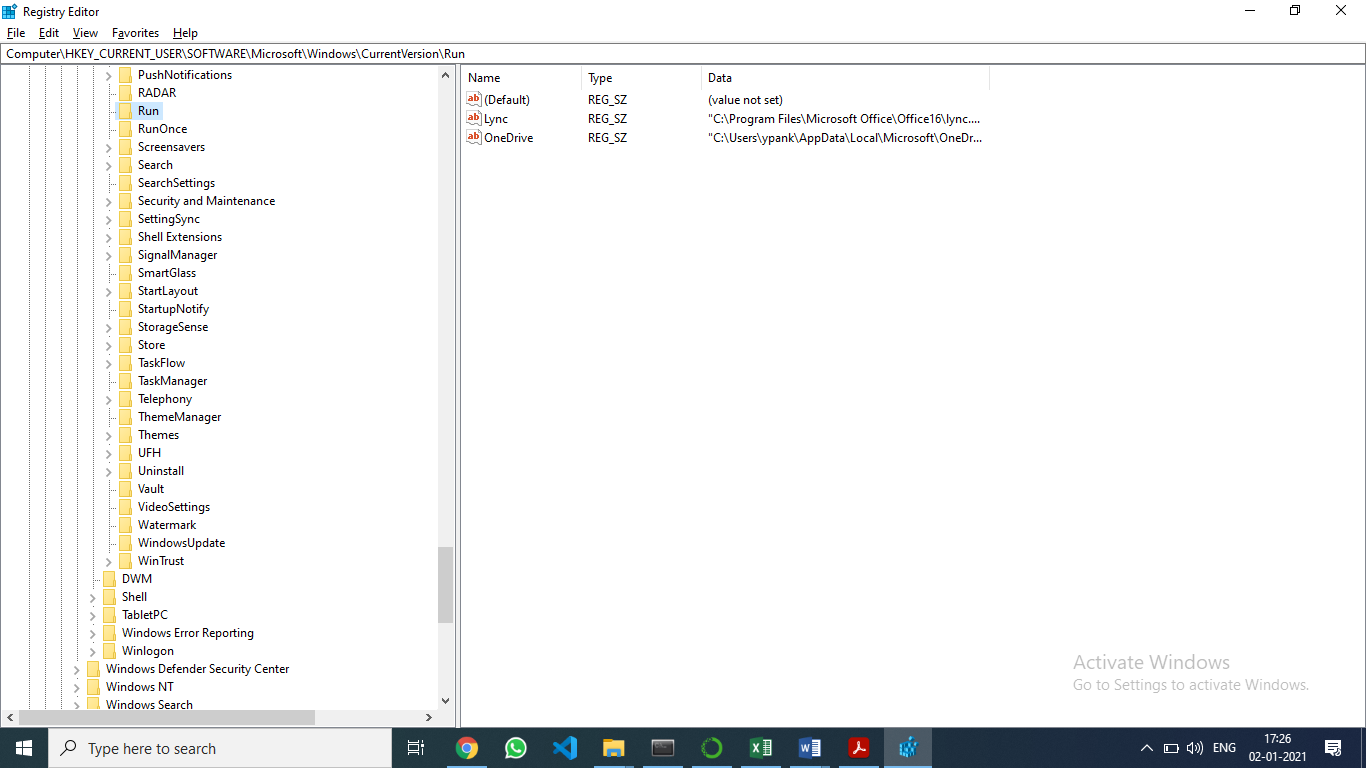 Registry Editor
File Edit View Favorites Help
Computer\HKEY_CURRENT_USER\SOFTWARE\Microsoft\Windows\CurrentVersion\Run
PushNotifications
RADAR
Run
RunOnce
Screensavers
Search
SearchSettings
Security and Maintenance
SettingSync
Shell Extensions
SignalManager
SmartGlass
StartLayout
StartupNotify
StorageSense
Store
TaskFlow
TaskManager
Telephony
ThemeManager
Themes
UFH
Uninstall
Vault
VideoSettings
Watermark
WindowsUpdate
WinTrust
DWM
Shell
TabletPC
Windows Error Reporting
Winlogon
Windows Defender Security Center
Windows NT
Windows Search
Name Type Data
ab (Default) REG_SZ (value not set)
ab Lync REG_SZ "C:\Program Files\Microsoft Office\Office16\lync....
ab OneDrive REG_SZ "C:\Users\ypank\AppData\Local\Microsoft\OneDr...
Activate Windows
Go to Settings to activate Windows.
Type here to search
ENG
17:26
02-01-2021